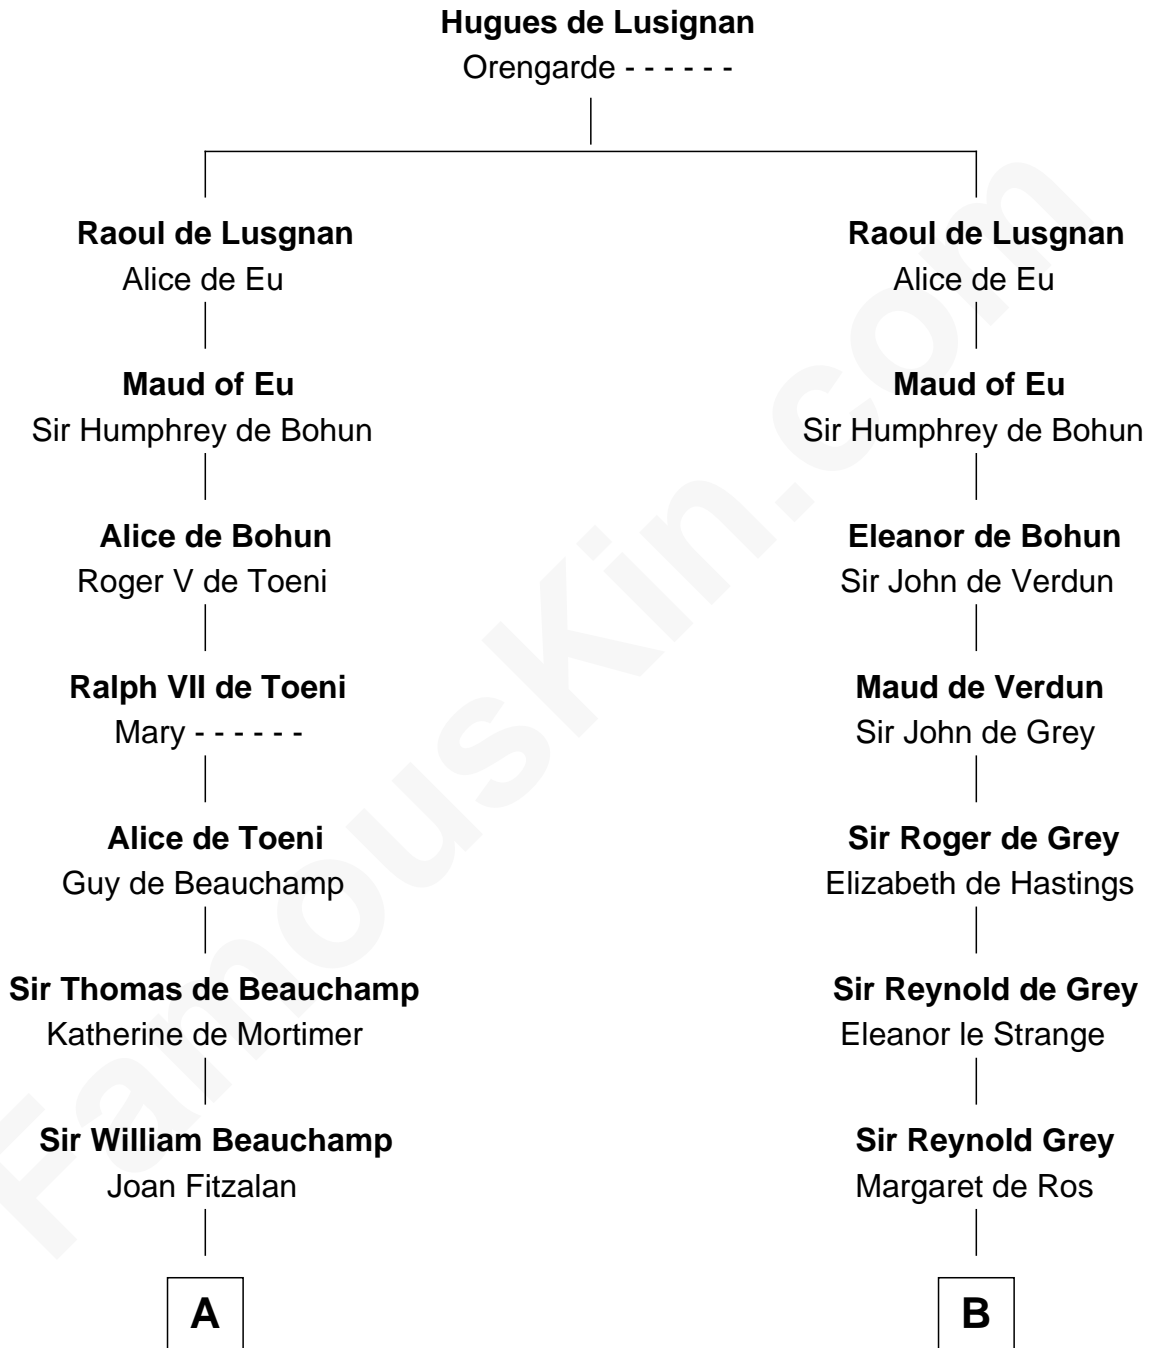 Hugues de Lusignan
Orengarde - - - - - -
Raoul de Lusgnan
Alice de Eu
Maud of Eu
Sir Humphrey de Bohun
Alice de Bohun
Roger V de Toeni
Ralph VII de Toeni
Mary - - - - - -
Alice de Toeni
Guy de Beauchamp
Sir Thomas de Beauchamp
Katherine de Mortimer
Sir William Beauchamp
Joan Fitzalan
A
Raoul de Lusgnan
Alice de Eu
Maud of Eu
Sir Humphrey de Bohun
Eleanor de Bohun
Sir John de Verdun
Maud de Verdun
Sir John de Grey
Sir Roger de Grey
Elizabeth de Hastings
Sir Reynold de Grey
Eleanor le Strange
Sir Reynold Grey
Margaret de Ros
B
FamousKin.com